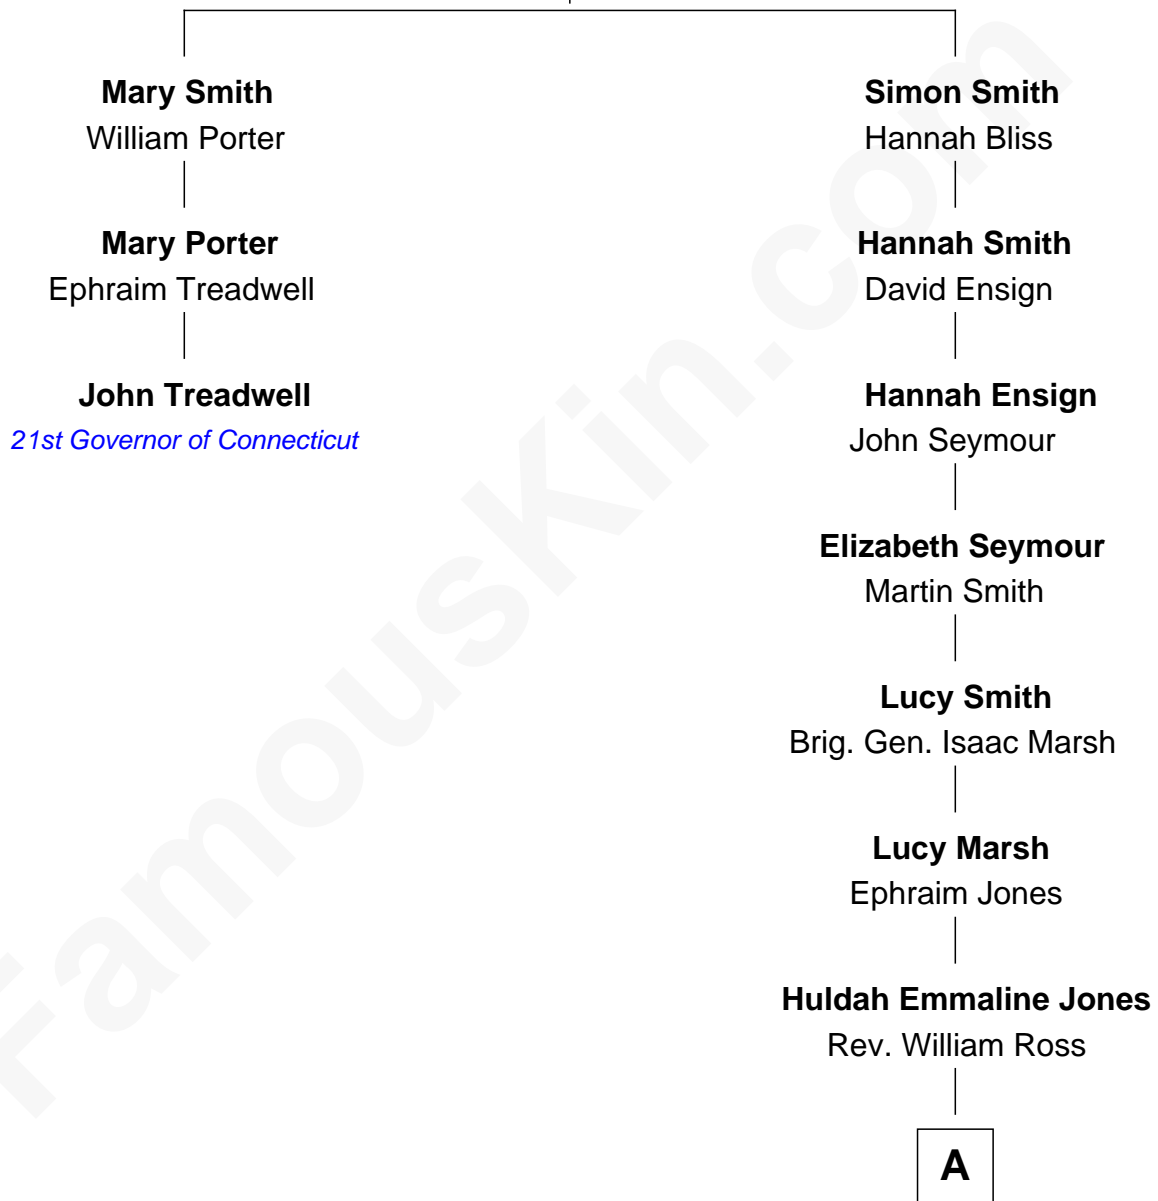 Mary Smith
William Porter
Simon Smith
Hannah Bliss
Mary Porter
Ephraim Treadwell
Hannah Smith
David Ensign
John Treadwell
21st Governor of Connecticut
Hannah Ensign
John Seymour
Elizabeth Seymour
Martin Smith
Lucy Smith
Brig. Gen. Isaac Marsh
Lucy Marsh
Ephraim Jones
Huldah Emmaline Jones
Rev. William Ross
A
FamousKin.com